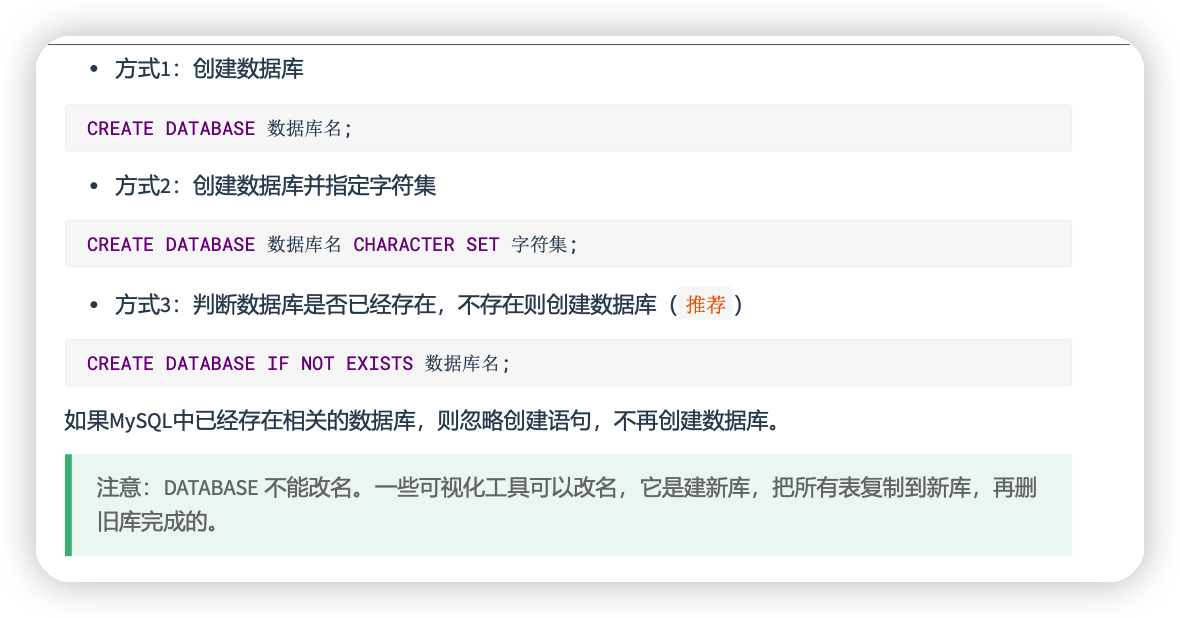 • 方式1：创建数据库
CREATE DATABASE 数据库名;
• 方式2：创建数据库并指定字符集
CREATE DATABASE 数据库名 CHARACTER SET 字符集;
• 方式3：判断数据库是否已经存在，不存在则创建数据库（推荐）
CREATE DATABASE IF NOT EXISTS 数据库名;
如果MySQL中已经存在相关的数据库，则忽略创建语句，不再创建数据库。
注意：DATABASE 不能改名。一些可视化工具可以改名，它是建新库，把所有表复制到新库，再删
旧库完成的。